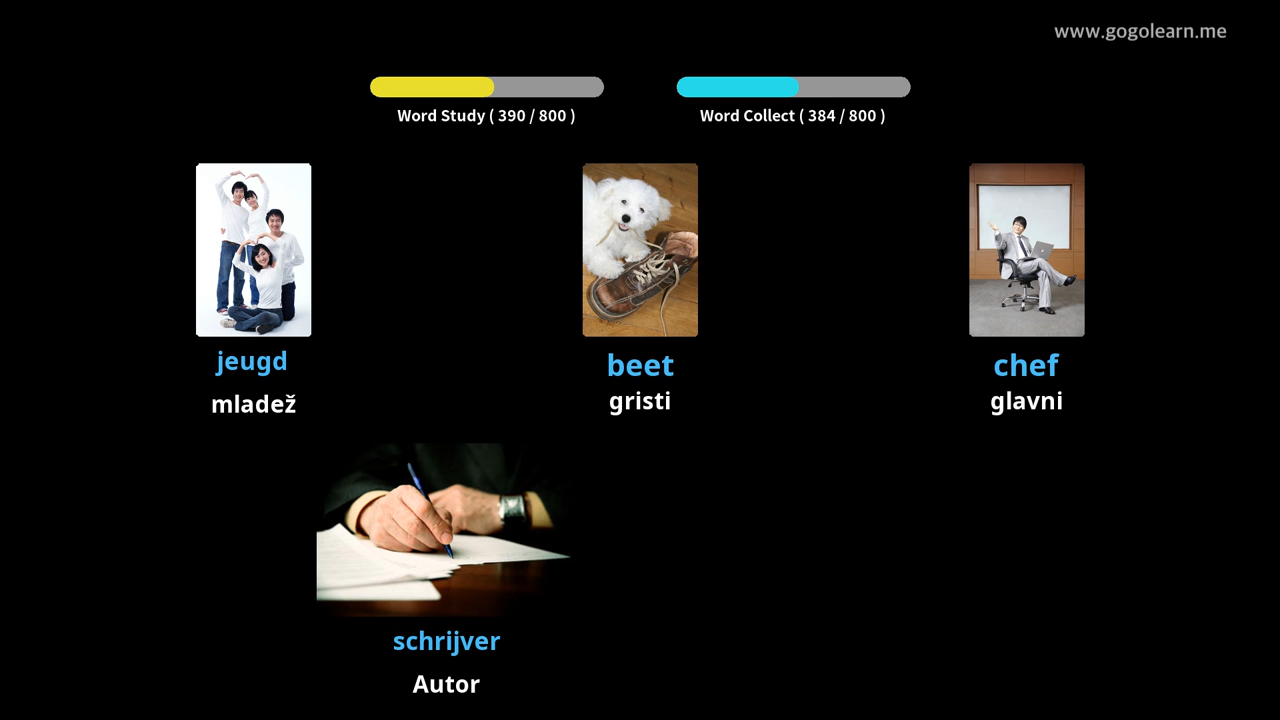 www.gogolearn.me
Word Study ( 390 / 800 )
Word Collect ( 384 / 800 )
jeugd
mladež
beet
gristi
chef
glavni
schrijver
Autor